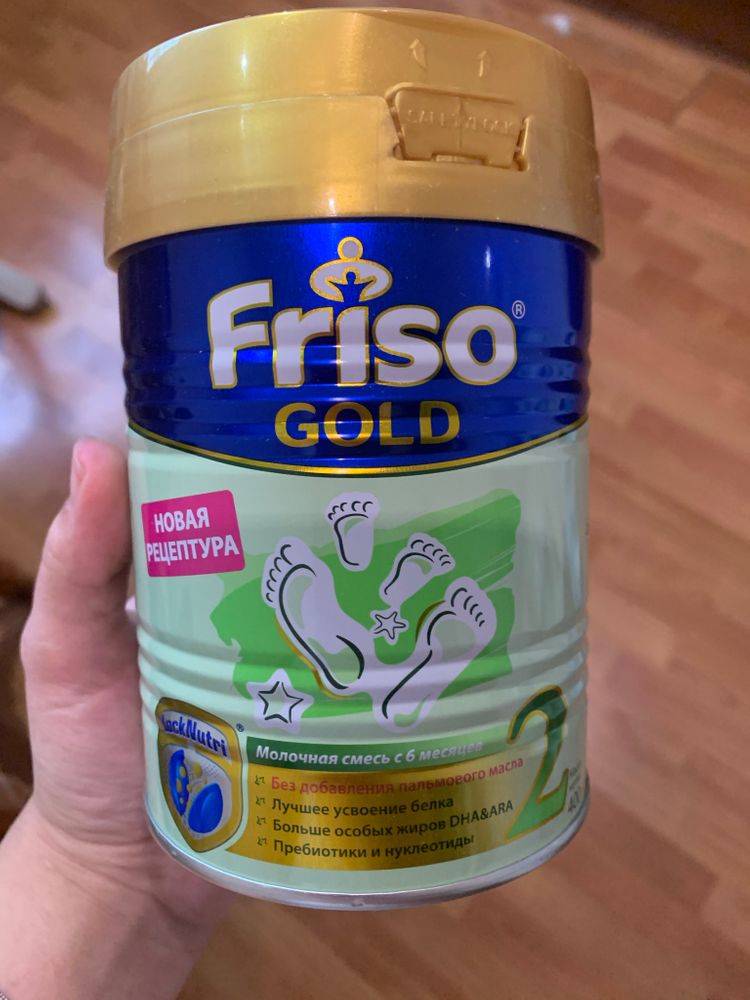 SAFETYLOCK
Friso®
GOLD
НОВАЯ
РЕЦЕПТУРА
LockNutri®
Молочная смесь с 6 месяцев
Без добавления пальмового масла
Лучшее усвоение белка
Больше особых жиров DHA&ARA
Пребиотики и нуклеотиды
2